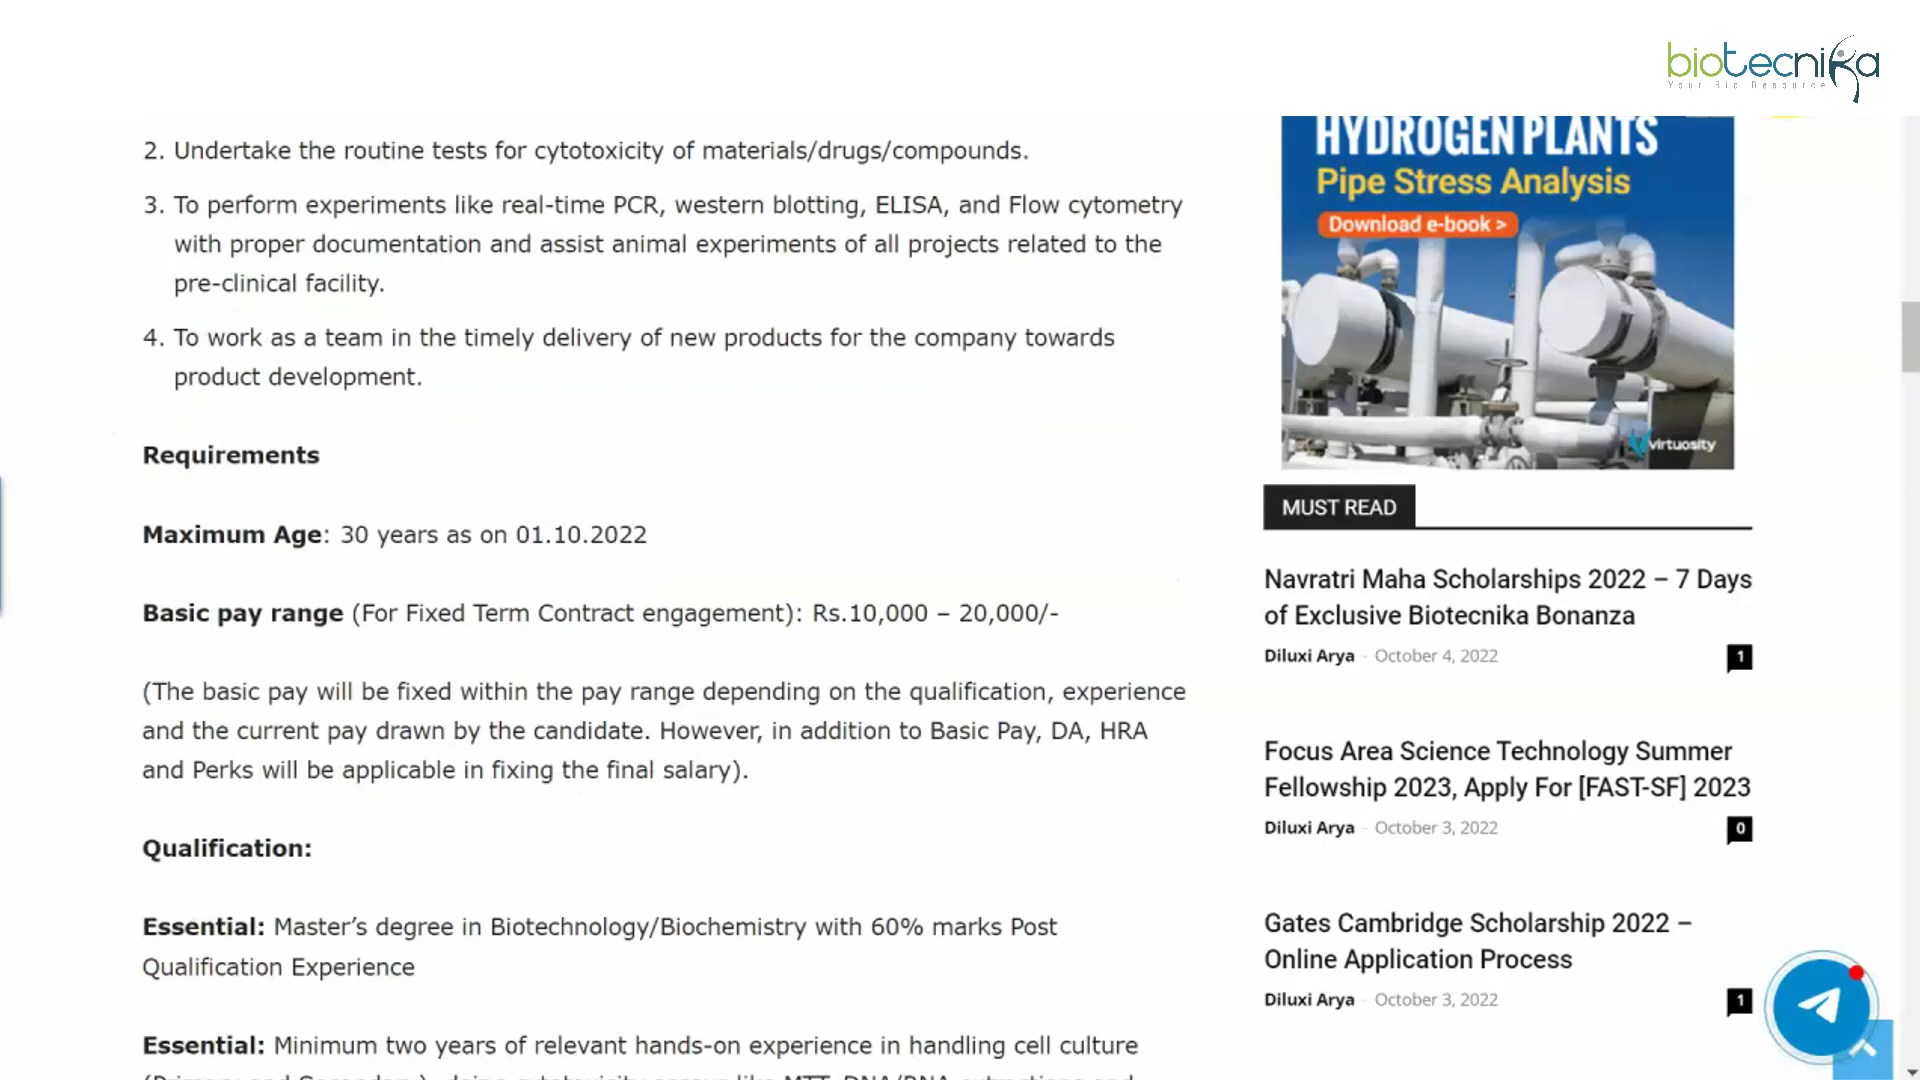 biotecnika
Your Bio Resource
2. Undertake the routine tests for cytotoxicity of materials/drugs/compounds.
3. To perform experiments like real-time PCR, western blotting, ELISA, and Flow cytometry
with proper documentation and assist animal experiments of all projects related to the
pre-clinical facility.
4. To work as a team in the timely delivery of new products for the company towards
product development.
Requirements
Maximum Age: 30 years as on 01.10.2022
Basic pay range (For Fixed Term Contract engagement): Rs.10,000 – 20,000/-
(The basic pay will be fixed within the pay range depending on the qualification, experience
and the current pay drawn by the candidate. However, in addition to Basic Pay, DA, HRA
and Perks will be applicable in fixing the final salary).
Qualification:
Essential: Master’s degree in Biotechnology/Biochemistry with 60% marks Post
Qualification Experience
Essential: Minimum two years of relevant hands-on experience in handling cell culture
HYDROGEN PLANTS
Pipe Stress Analysis
Download e-book >
virtuosity
MUST READ
Navratri Maha Scholarships 2022 – 7 Days
of Exclusive Biotecnika Bonanza
Diluxi Arya - October 4, 2022
1
Focus Area Science Technology Summer
Fellowship 2023, Apply For [FAST-SF] 2023
Diluxi Arya - October 3, 2022
0
Gates Cambridge Scholarship 2022 –
Online Application Process
Diluxi Arya - October 3, 2022
1